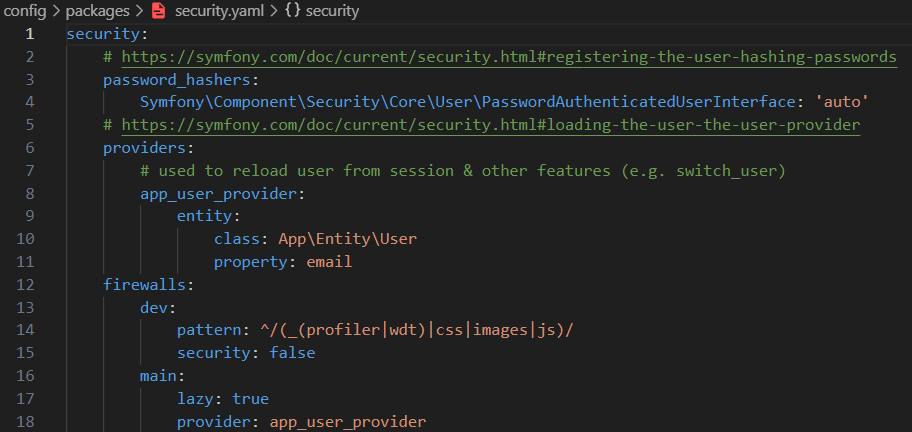 config > packages > security.yaml > {} security
1 security:
2 # https://symfony.com/doc/current/security.html#registering-the-user-hashing-passwords
3 password_hashers:
4 Symfony\Component\Security\Core\User\PasswordAuthenticatedUserInterface: 'auto'
5 # https://symfony.com/doc/current/security.html#loading-the-user-the-user-provider
6 providers:
7 # used to reload user from session & other features (e.g. switch_user)
8 app_user_provider:
9 entity:
10 class: App\Entity\User
11 property: email
12 firewalls:
13 dev:
14 pattern: ^/(_(profiler|wdt)|css|images|js)/
15 security: false
16 main:
17 lazy: true
18 provider: app_user_provider